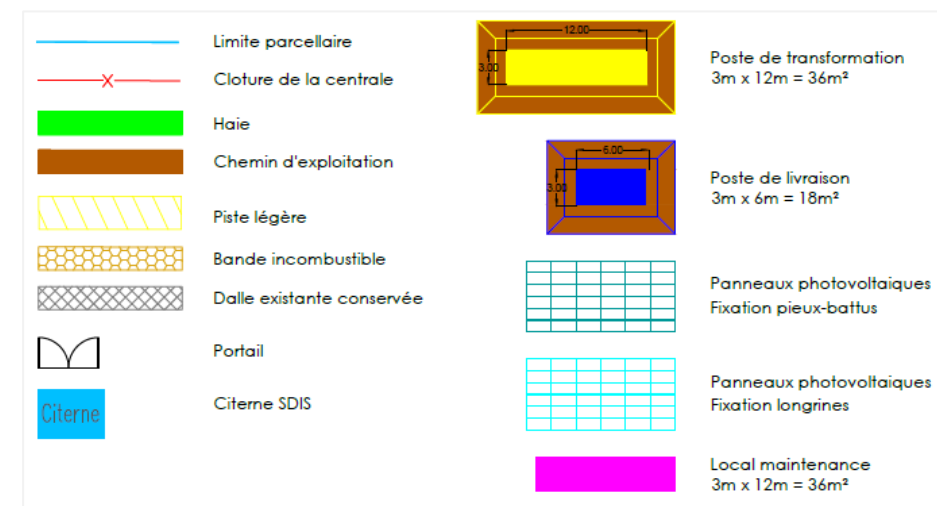 Limite parcellaire
Cloture de la centrale
Haie
Chemin d'exploitation
Piste légère
Bande incombustible
Dalle existante conservée
Portail
Citerne
Citerne SDIS
12.00
3.00
Poste de transformation
3m x 12m = 36m²
6.00
3.00
Poste de livraison
3m x 6m = 18m²
Panneaux photovoltaiques
Fixation pieux-battus
Panneaux photovoltaiques
Fixation longrines
Local maintenance
3m x 12m = 36m²